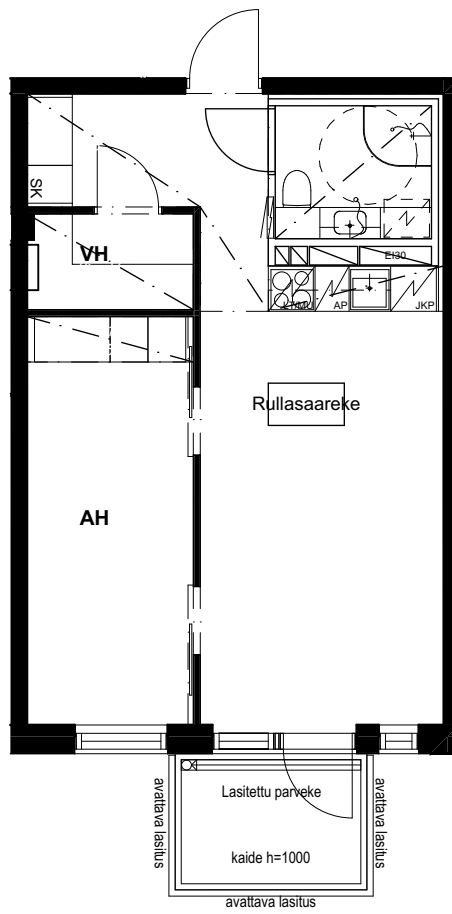 SK
VH
EI30
AP
JKP
Rullasaareke
AH
Lasitettu parveke
avattava lasitus
avattava lasitus
kaide h=1000
avattava lasitus